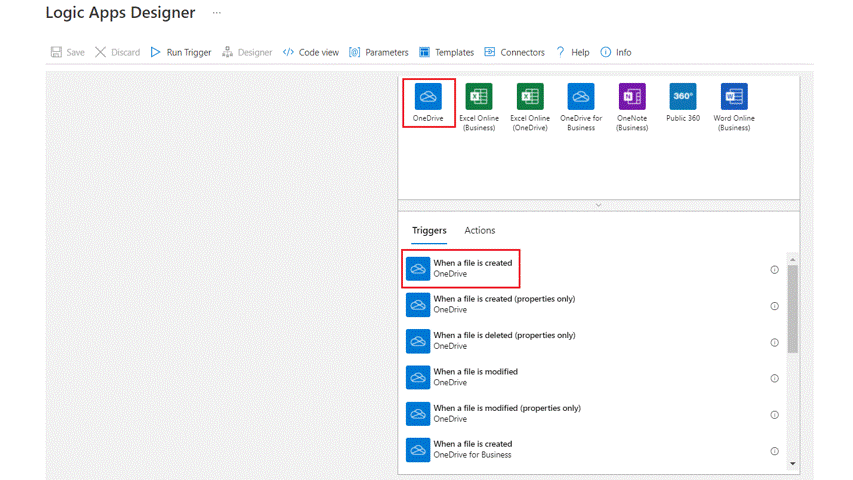 Logic Apps Designer ...
Save Discard Run Trigger Designer Code view Parameters Templates Connectors Help Info
OneDrive
Excel Online
(Business)
Excel Online
(OneDrive)
OneDrive for
Business
OneNote
(Business)
360°
Public 360
Word Online
(Business)
Triggers Actions
When a file is created
OneDrive
When a file is created (properties only)
OneDrive
When a file is deleted (properties only)
OneDrive
When a file is modified
OneDrive
When a file is modified (properties only)
OneDrive
When a file is created
OneDrive for Business